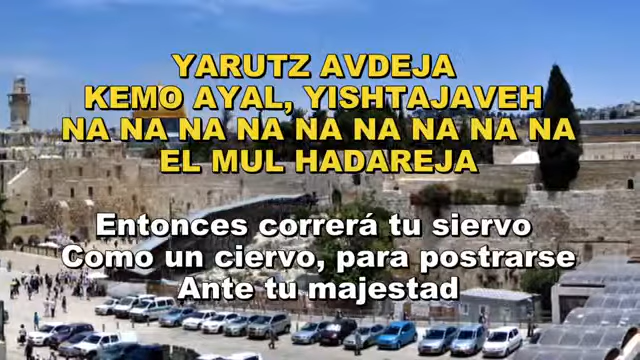 YARUTZ AVDEJA
KEMO AYAL, YISHTAJAVEH
NA NA NA NA NA NA NA NA NA
EL MUL HADAREJA
Entonces correrá tu siervo
Como un ciervo, para postrarse
Ante tu majestad